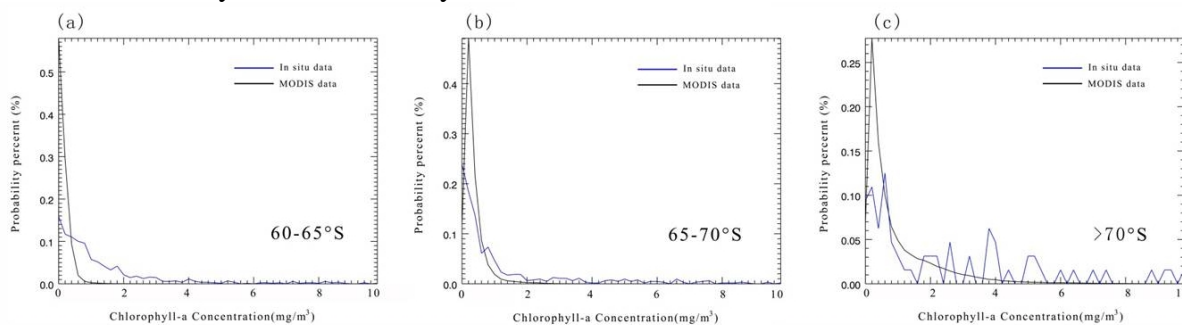 (a)
0.5
0.4
0.3
0.2
0.1
0.0
Probability percernt (%)
In situ data
MODIS data
60-65°S
0 2 4 6 8 10
Chlorophyll-a Concentration(mg/m³)
(b)
0.4
0.3
0.2
0.1
0.0
Probability percernt (%)
In situ data
MODIS data
65-70°S
0 2 4 6 8 10
Chlorophyll-a Concentration(mg/m³)
(c)
0.25
0.20
0.15
0.10
0.05
0.00
Probability percernt (%)
In situ data
MODIS data
>70°S
0 2 4 6 8
Chlorophyll-a Concentration(mg/m³)